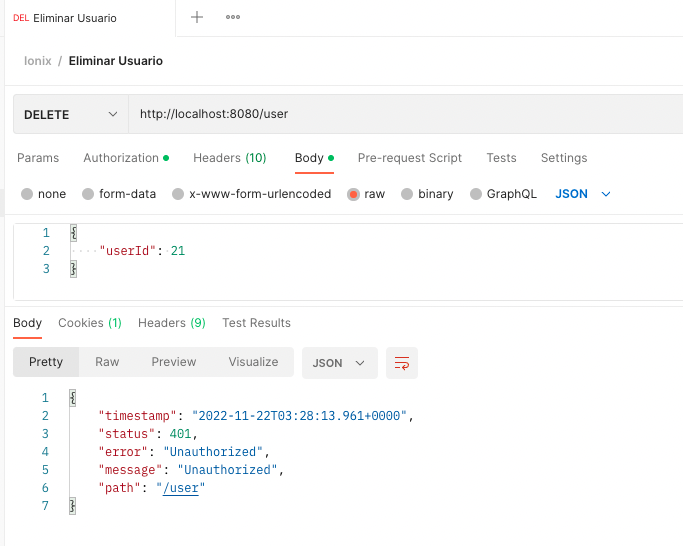 DEL Eliminar Usuario
Ionix / Eliminar Usuario
DELETE http://localhost:8080/user
Params Authorization Headers (10) Body Pre-request Script Tests Settings
none form-data x-www-form-urlencoded raw binary GraphQL JSON
1 {
2 "userId": 21
3 }
Body Cookies (1) Headers (9) Test Results
Pretty Raw Preview Visualize JSON
1 {
2 "timestamp": "2022-11-22T03:28:13.961+0000",
3 "status": 401,
4 "error": "Unauthorized",
5 "message": "Unauthorized",
6 "path": "/user"
7 }